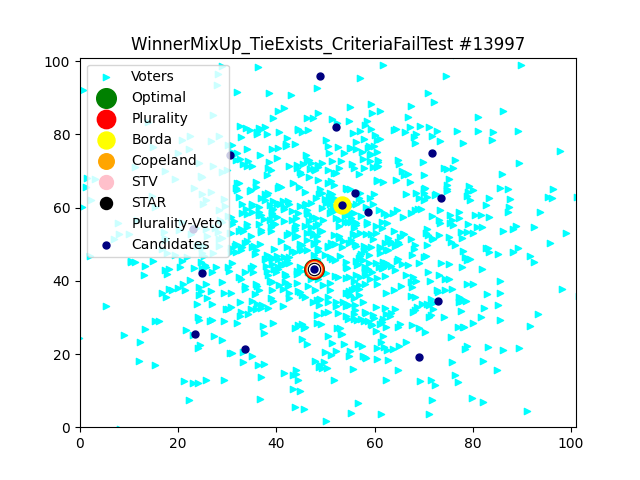 WinnerMixUp_TieExists_CriteriaFailTest #13997
100
80
60
40
20
0
Voters
Optimal
Plurality
Borda
Copeland
STV
STAR
Plurality-Veto
Candidates
0 20 40 60 80 100